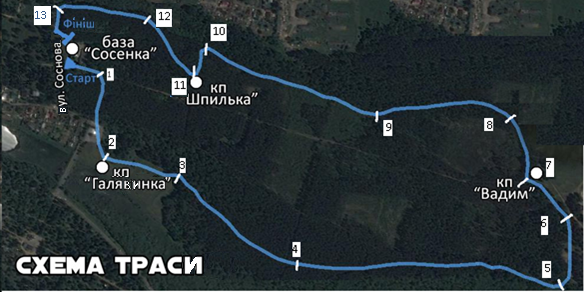 13
Фініш
12
база
“Сосенка”
10
вул. Соснова
Старт
1
11
кп
Шпилька”
9
8
2
кп
“Галявинка”
3
7
кп
“Вадим”
6
4
5
СХЕМА ТРАСИ